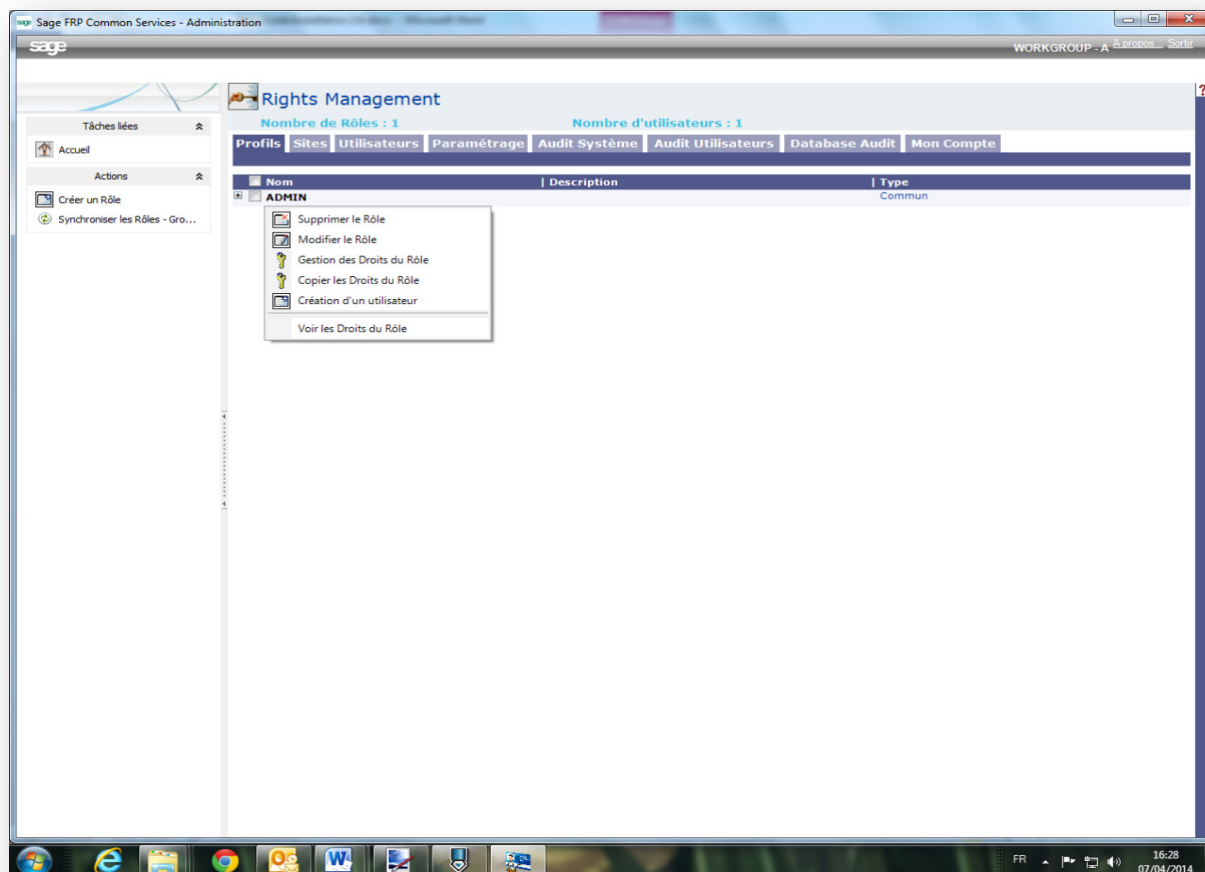 Sage FRP Common Services - Administration
sage
WORKGROUP - A À propos... Sortir
?
Rights Management
Nombre de Rôles : 1 Nombre d'utilisateurs : 1
Profils Sites Utilisateurs Paramétrage Audit Système Audit Utilisateurs Database Audit Mon Compte
Tâches liées
Accueil
Actions
Créer un Rôle
Synchroniser les Rôles - Gro...
Nom | Description | Type
ADMIN Commun
Supprimer le Rôle
Modifier le Rôle
Gestion des Droits du Rôle
Copier les Droits du Rôle
Création d'un utilisateur
Voir les Droits du Rôle
FR 16:28
07/04/2014